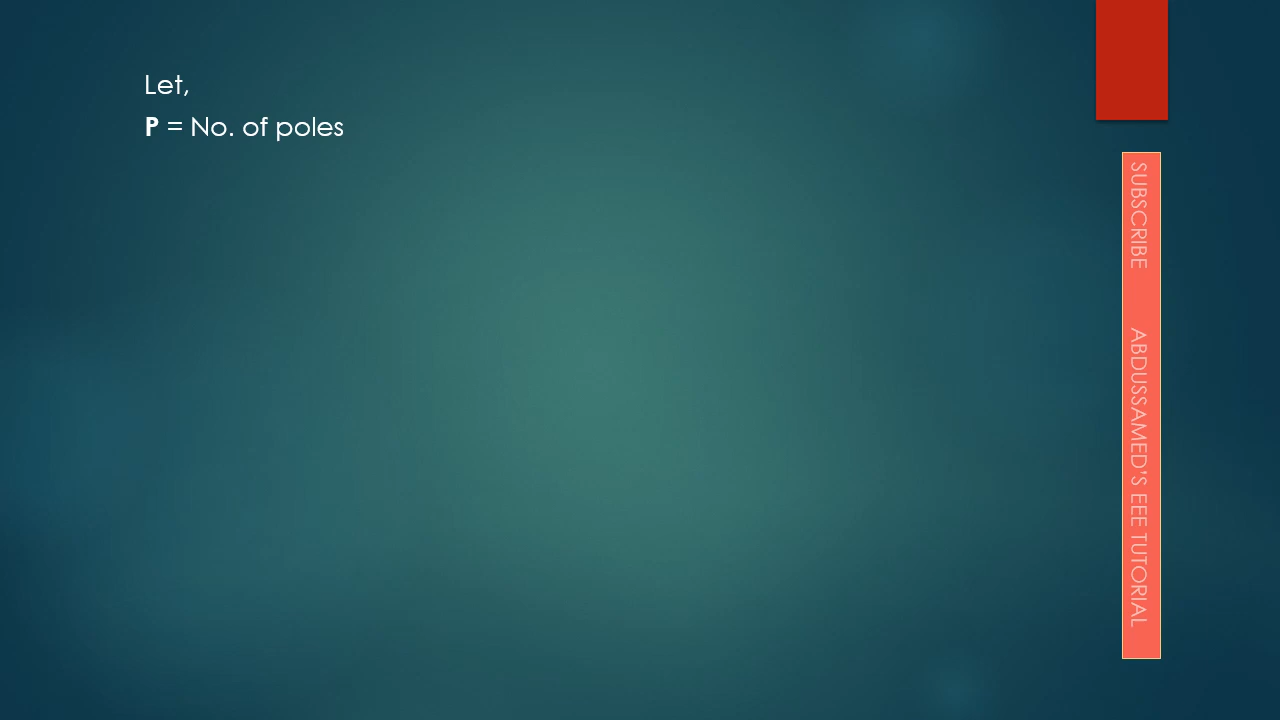 Let,
P = No. of poles
SUBSCRIBE ABDUSSAMED'S EEE TUTORIAL